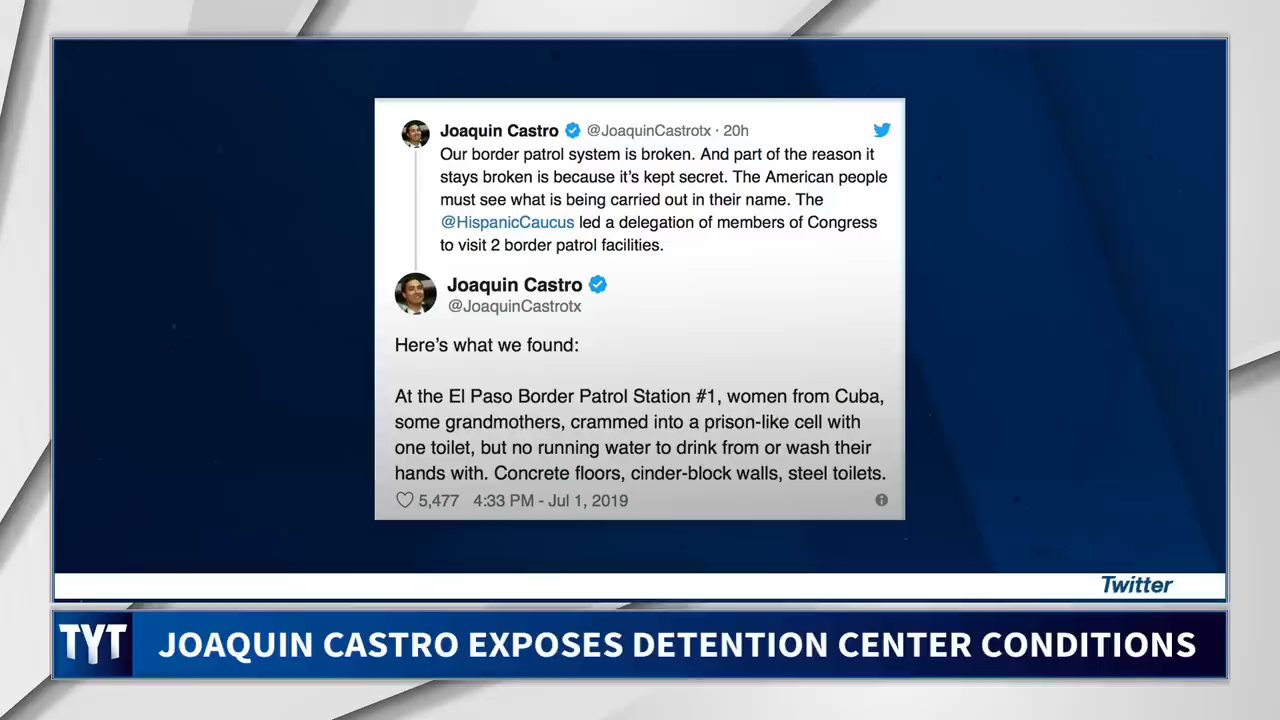 Joaquin Castro @JoaquinCastrotx · 20h
Our border patrol system is broken. And part of the reason it
stays broken is because it's kept secret. The American people
must see what is being carried out in their name. The
@HispanicCaucus led a delegation of members of Congress
to visit 2 border patrol facilities.
Joaquin Castro
@JoaquinCastrotx
Here's what we found:
At the El Paso Border Patrol Station #1, women from Cuba,
some grandmothers, crammed into a prison-like cell with
one toilet, but no running water to drink from or wash their
hands with. Concrete floors, cinder-block walls, steel toilets.
5,477 4:33 PM - Jul 1, 2019
Twitter
TYT JOAQUIN CASTRO EXPOSES DETENTION CENTER CONDITIONS